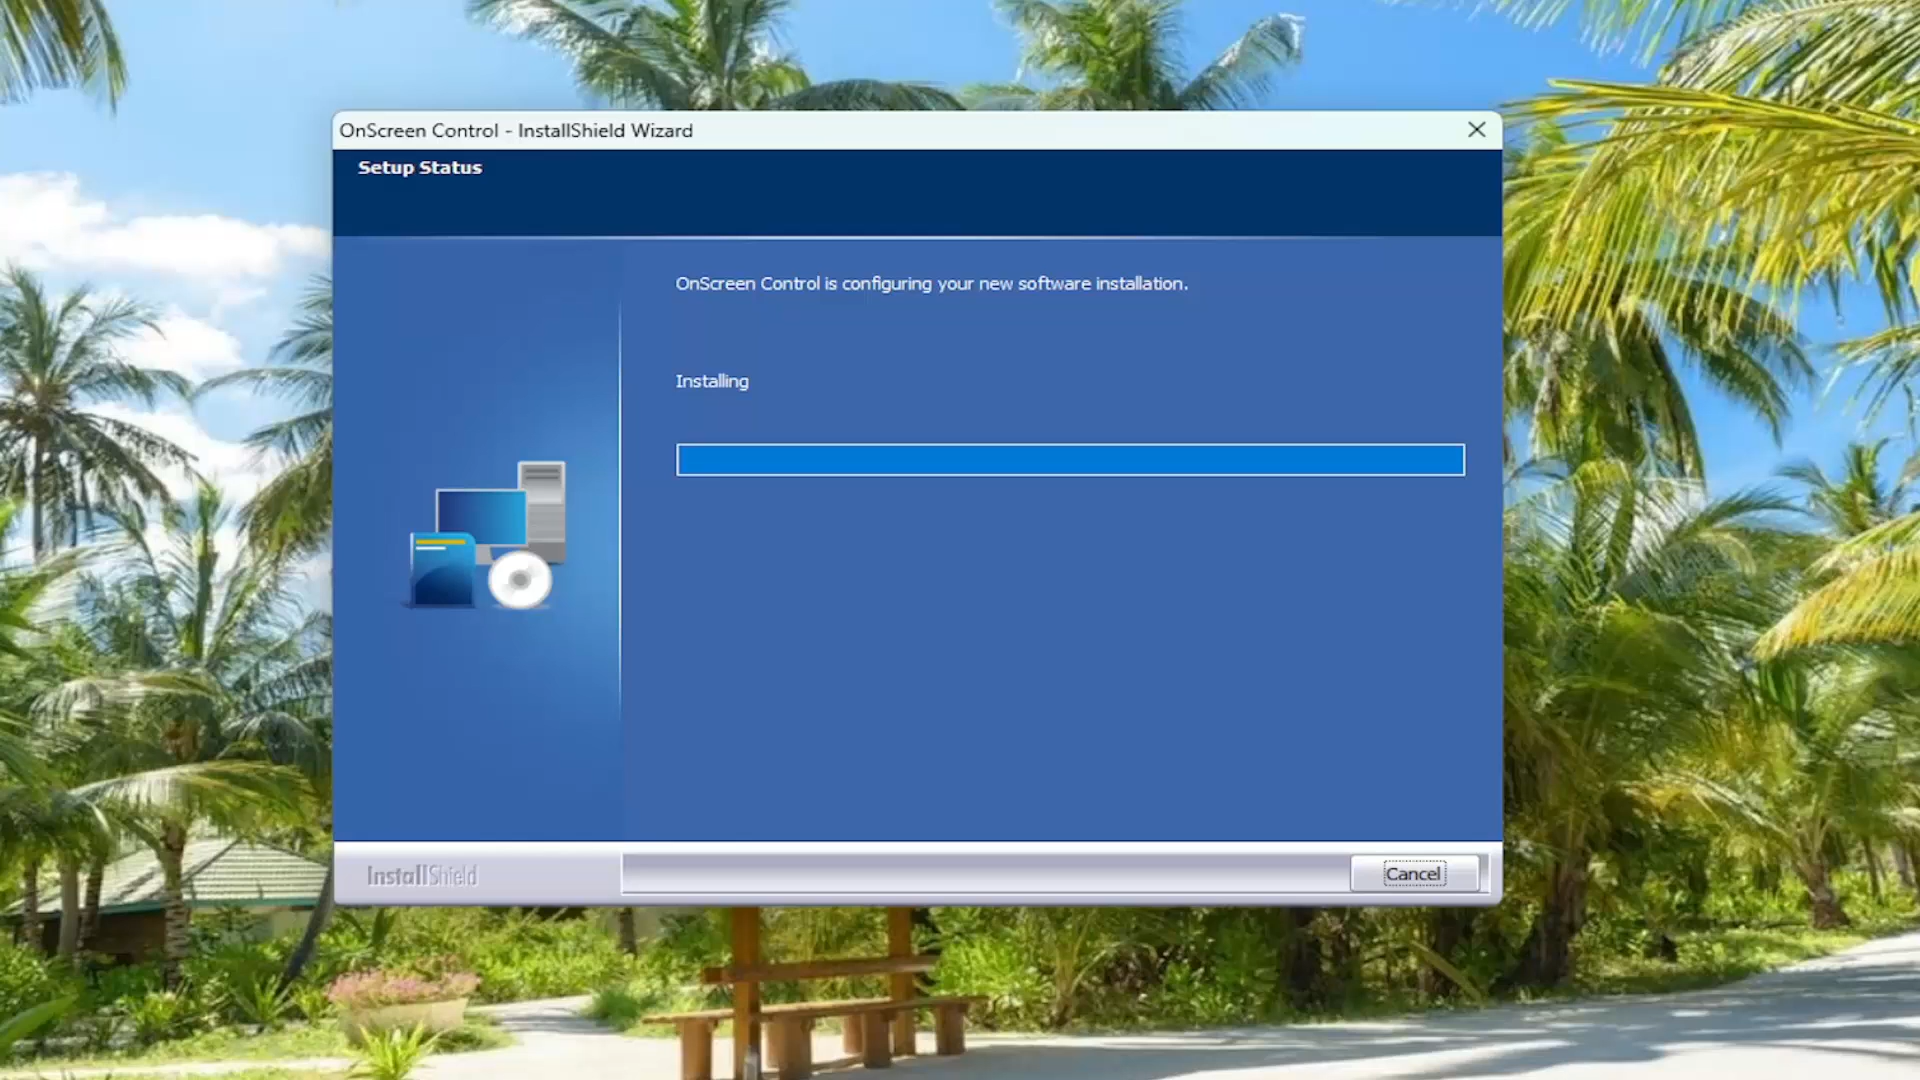 OnScreen Control - InstallShield Wizard
Setup Status
OnScreen Control is configuring your new software installation.
Installing
InstallShield
Cancel